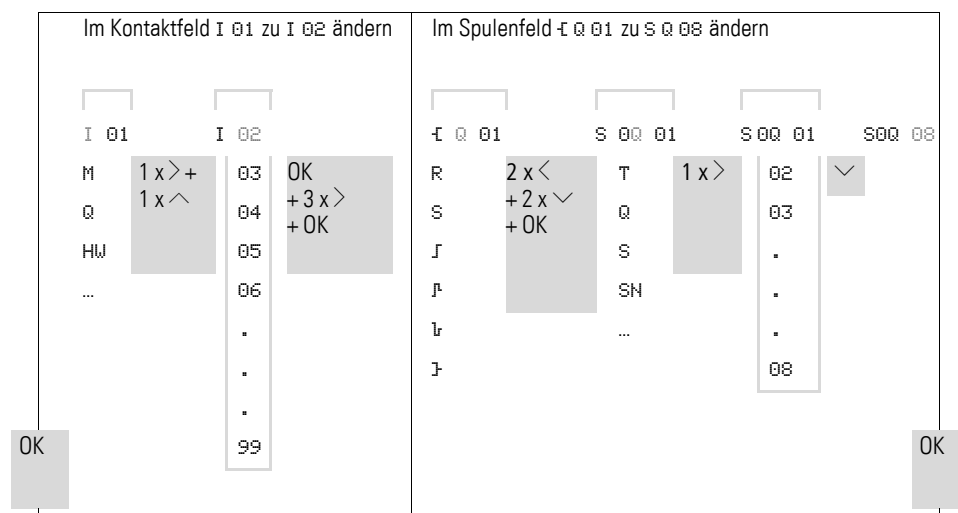 Im Kontaktfeld I 01 zu I 02 ändern
I 01
I 02
M
Q
HW
...
1 x > +
1 x ^
03
04
05
06
.
.
.
99
OK
+ 3 x >
+ OK
OK
Im Spulenfeld Ⱡ Q 01 zu S Q 08 ändern
Q 01
S 0Q 01
S0Q 01
S0Q 08
R
S
2 x <
+ 2 x ﹀
+ OK
T
Q
S
SN
...
1 x >
02
03
.
.
.
08
﹀
OK